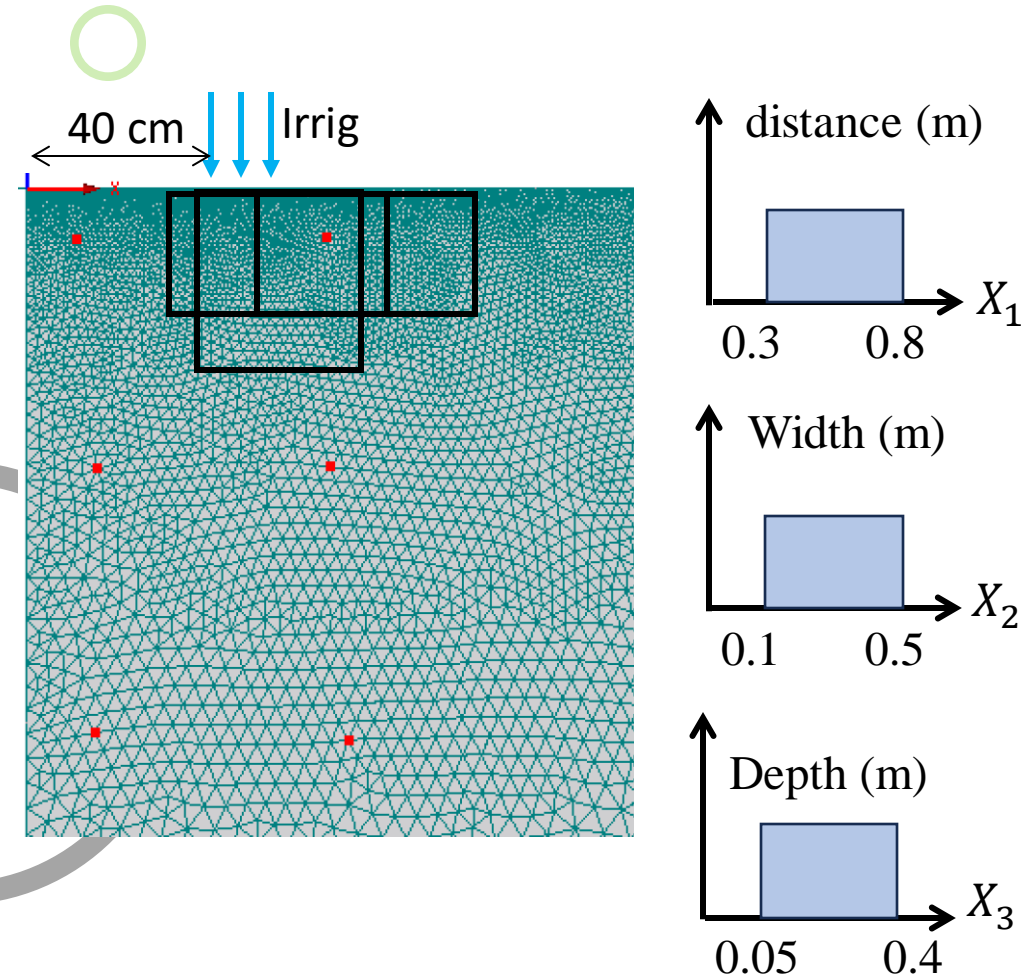 40 cm
Irrig
X
distance (m)
X₁
0.3
0.8
Width (m)
X₂
0.1
0.5
Depth (m)
X₃
0.05
0.4